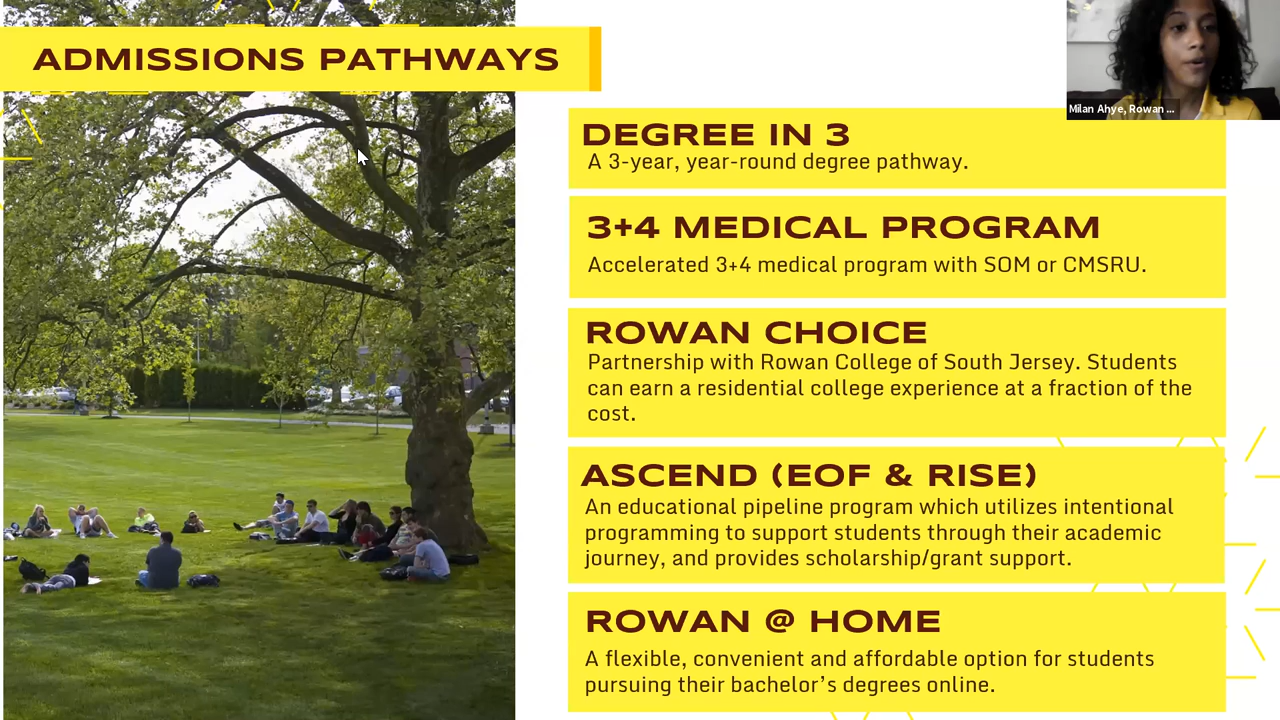 ADMISSIONS PATHWAYS
Milan Ahye, Rowan ...
DEGREE IN 3
A 3-year, year-round degree pathway.
3+4 MEDICAL PROGRAM
Accelerated 3+4 medical program with SOM or CMSRU.
ROWAN CHOICE
Partnership with Rowan College of South Jersey. Students
can earn a residential college experience at a fraction of the
cost.
ASCEND (EOF & RISE)
An educational pipeline program which utilizes intentional
programming to support students through their academic
journey, and provides scholarship/grant support.
ROWAN @ HOME
A flexible, convenient and affordable option for students
pursuing their bachelor's degrees online.